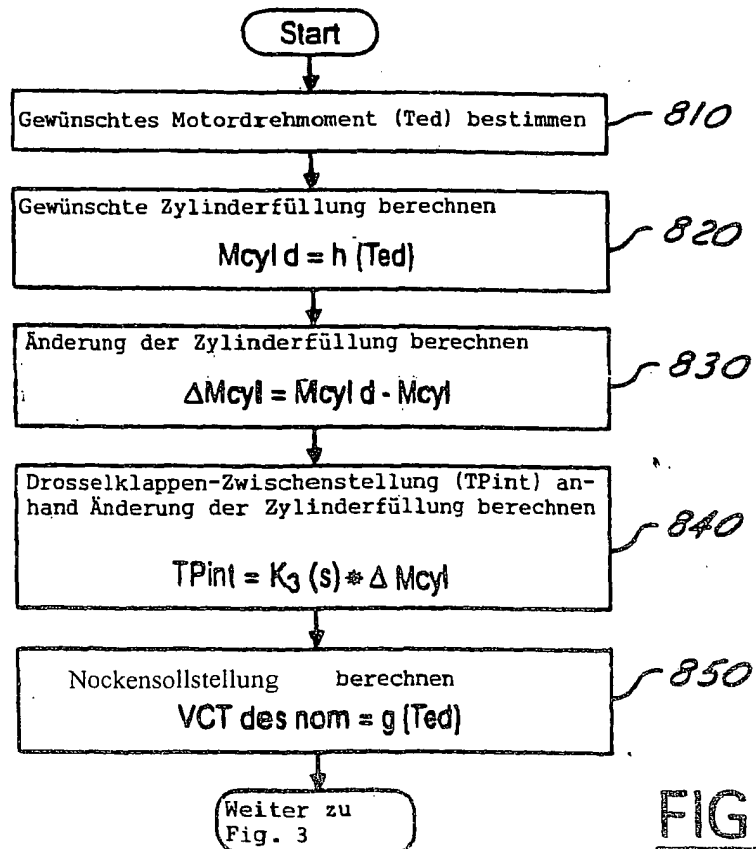 Start
Gewünschtes Motordrehmoment (Ted) bestimmen
810
Gewünschte Zylinderfüllung berechnen
Mcyl d = h (Ted)
820
Änderung der Zylinderfüllung berechnen
ΔMcyl = Mcyl d - Mcyl
830
Drosselklappen-Zwischenstellung (TPint) an-
hand Änderung der Zylinderfüllung berechnen
TPint = K₃ (s) * Δ Mcyl
840
Nockensollstellung berechnen
VCT des nom = g (Ted)
850
Weiter zu
Fig. 3
FIG